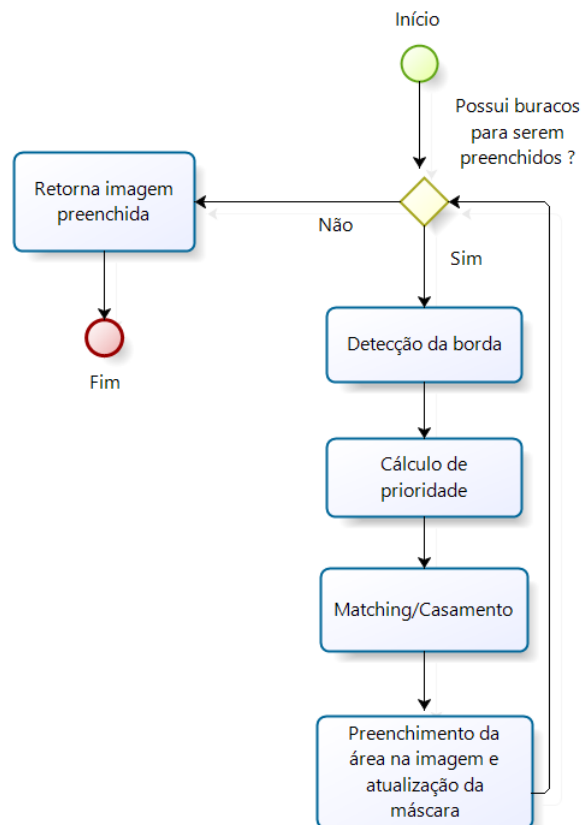 Início
Possui buracos
para serem
preenchidos ?
Retorna imagem
preenchida
Não
Sim
Fim
Detecção da borda
Cálculo de
prioridade
Matching/Casamento
Preenchimento da
área na imagem e
atualização da
máscara